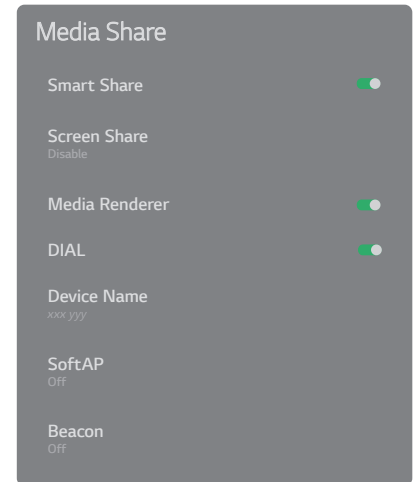 Media Share
Smart Share
Screen Share
Disable
Media Renderer
DIAL
Device Name
xxx yyy
SoftAP
Off
Beacon
Off